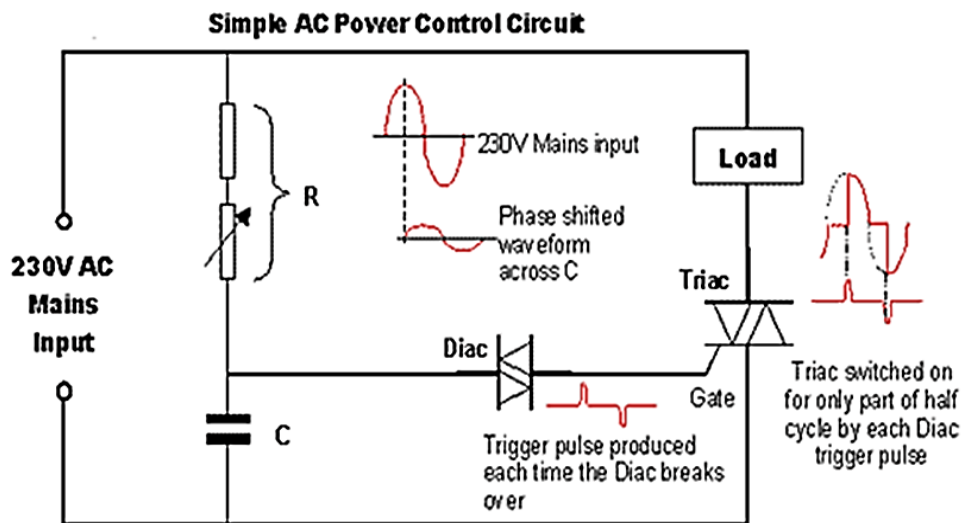 Simple AC Power Control Circuit
R
230V Mains input
Phase shifted
waveform
across C
Load
230V AC
Mains
Input
Triac
Diac
Gate
C
Trigger pulse produced
each time the Diac breaks
over
Triac switched on
for only part of half
cycle by each Diac
trigger pulse